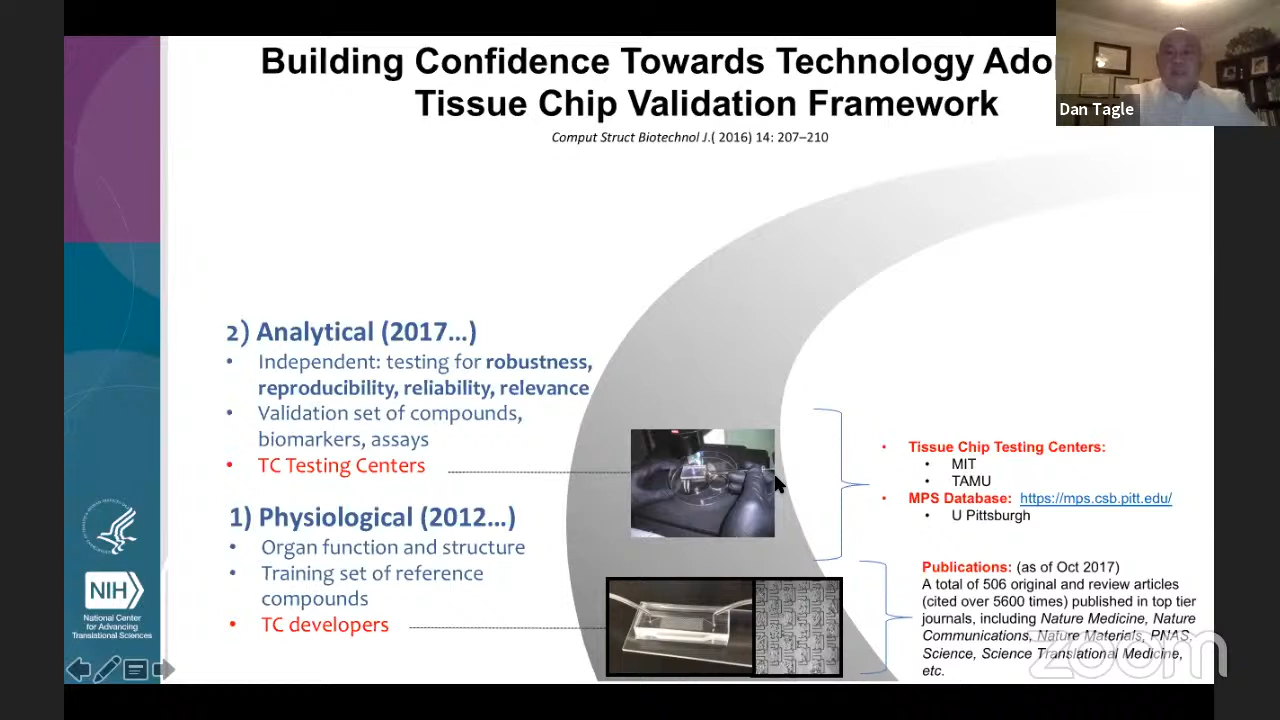 Building Confidence Towards Technology Ado
Tissue Chip Validation Framework
Comput Struct Biotechnol J.( 2016) 14: 207–210
Dan Tagle
2) Analytical (2017...)
• Independent: testing for robustness,
reproducibility, reliability, relevance
• Validation set of compounds,
biomarkers, assays
• TC Testing Centers
1) Physiological (2012...)
• Organ function and structure
• Training set of reference
compounds
• TC developers
• Tissue Chip Testing Centers:
• MIT
• TAMU
• MPS Database: https://mps.csb.pitt.edu/
• U Pittsburgh
Publications: (as of Oct 2017)
A total of 506 original and review articles
(cited over 5600 times) published in top tier
journals, including Nature Medicine, Nature
Communications, Nature Materials, PNAS,
Science, Science Translational Medicine,
etc.
NIH
National Center
for Advancing
Translational Sciences
zoom